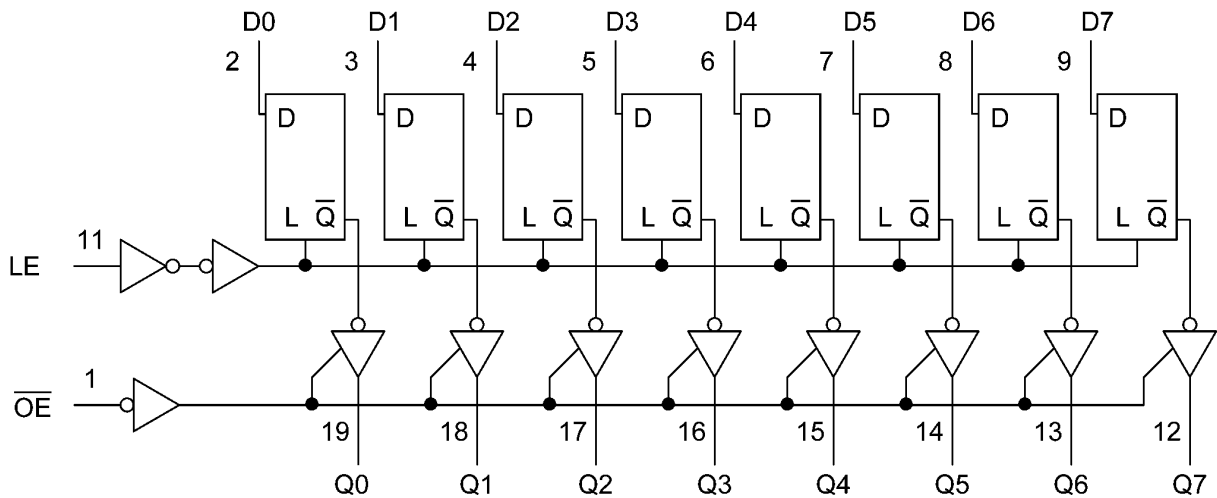 D0 D1 D2 D3 D4 D5 D6 D7
2 3 4 5 6 7 8 9
D D D D D D D D
L Q̅ L Q̅ L Q̅ L Q̅ L Q̅ L Q̅ L Q̅ L Q̅
11
LE
1
O̅E̅
19 18 17 16 15 14 13 12
Q0 Q1 Q2 Q3 Q4 Q5 Q6 Q7